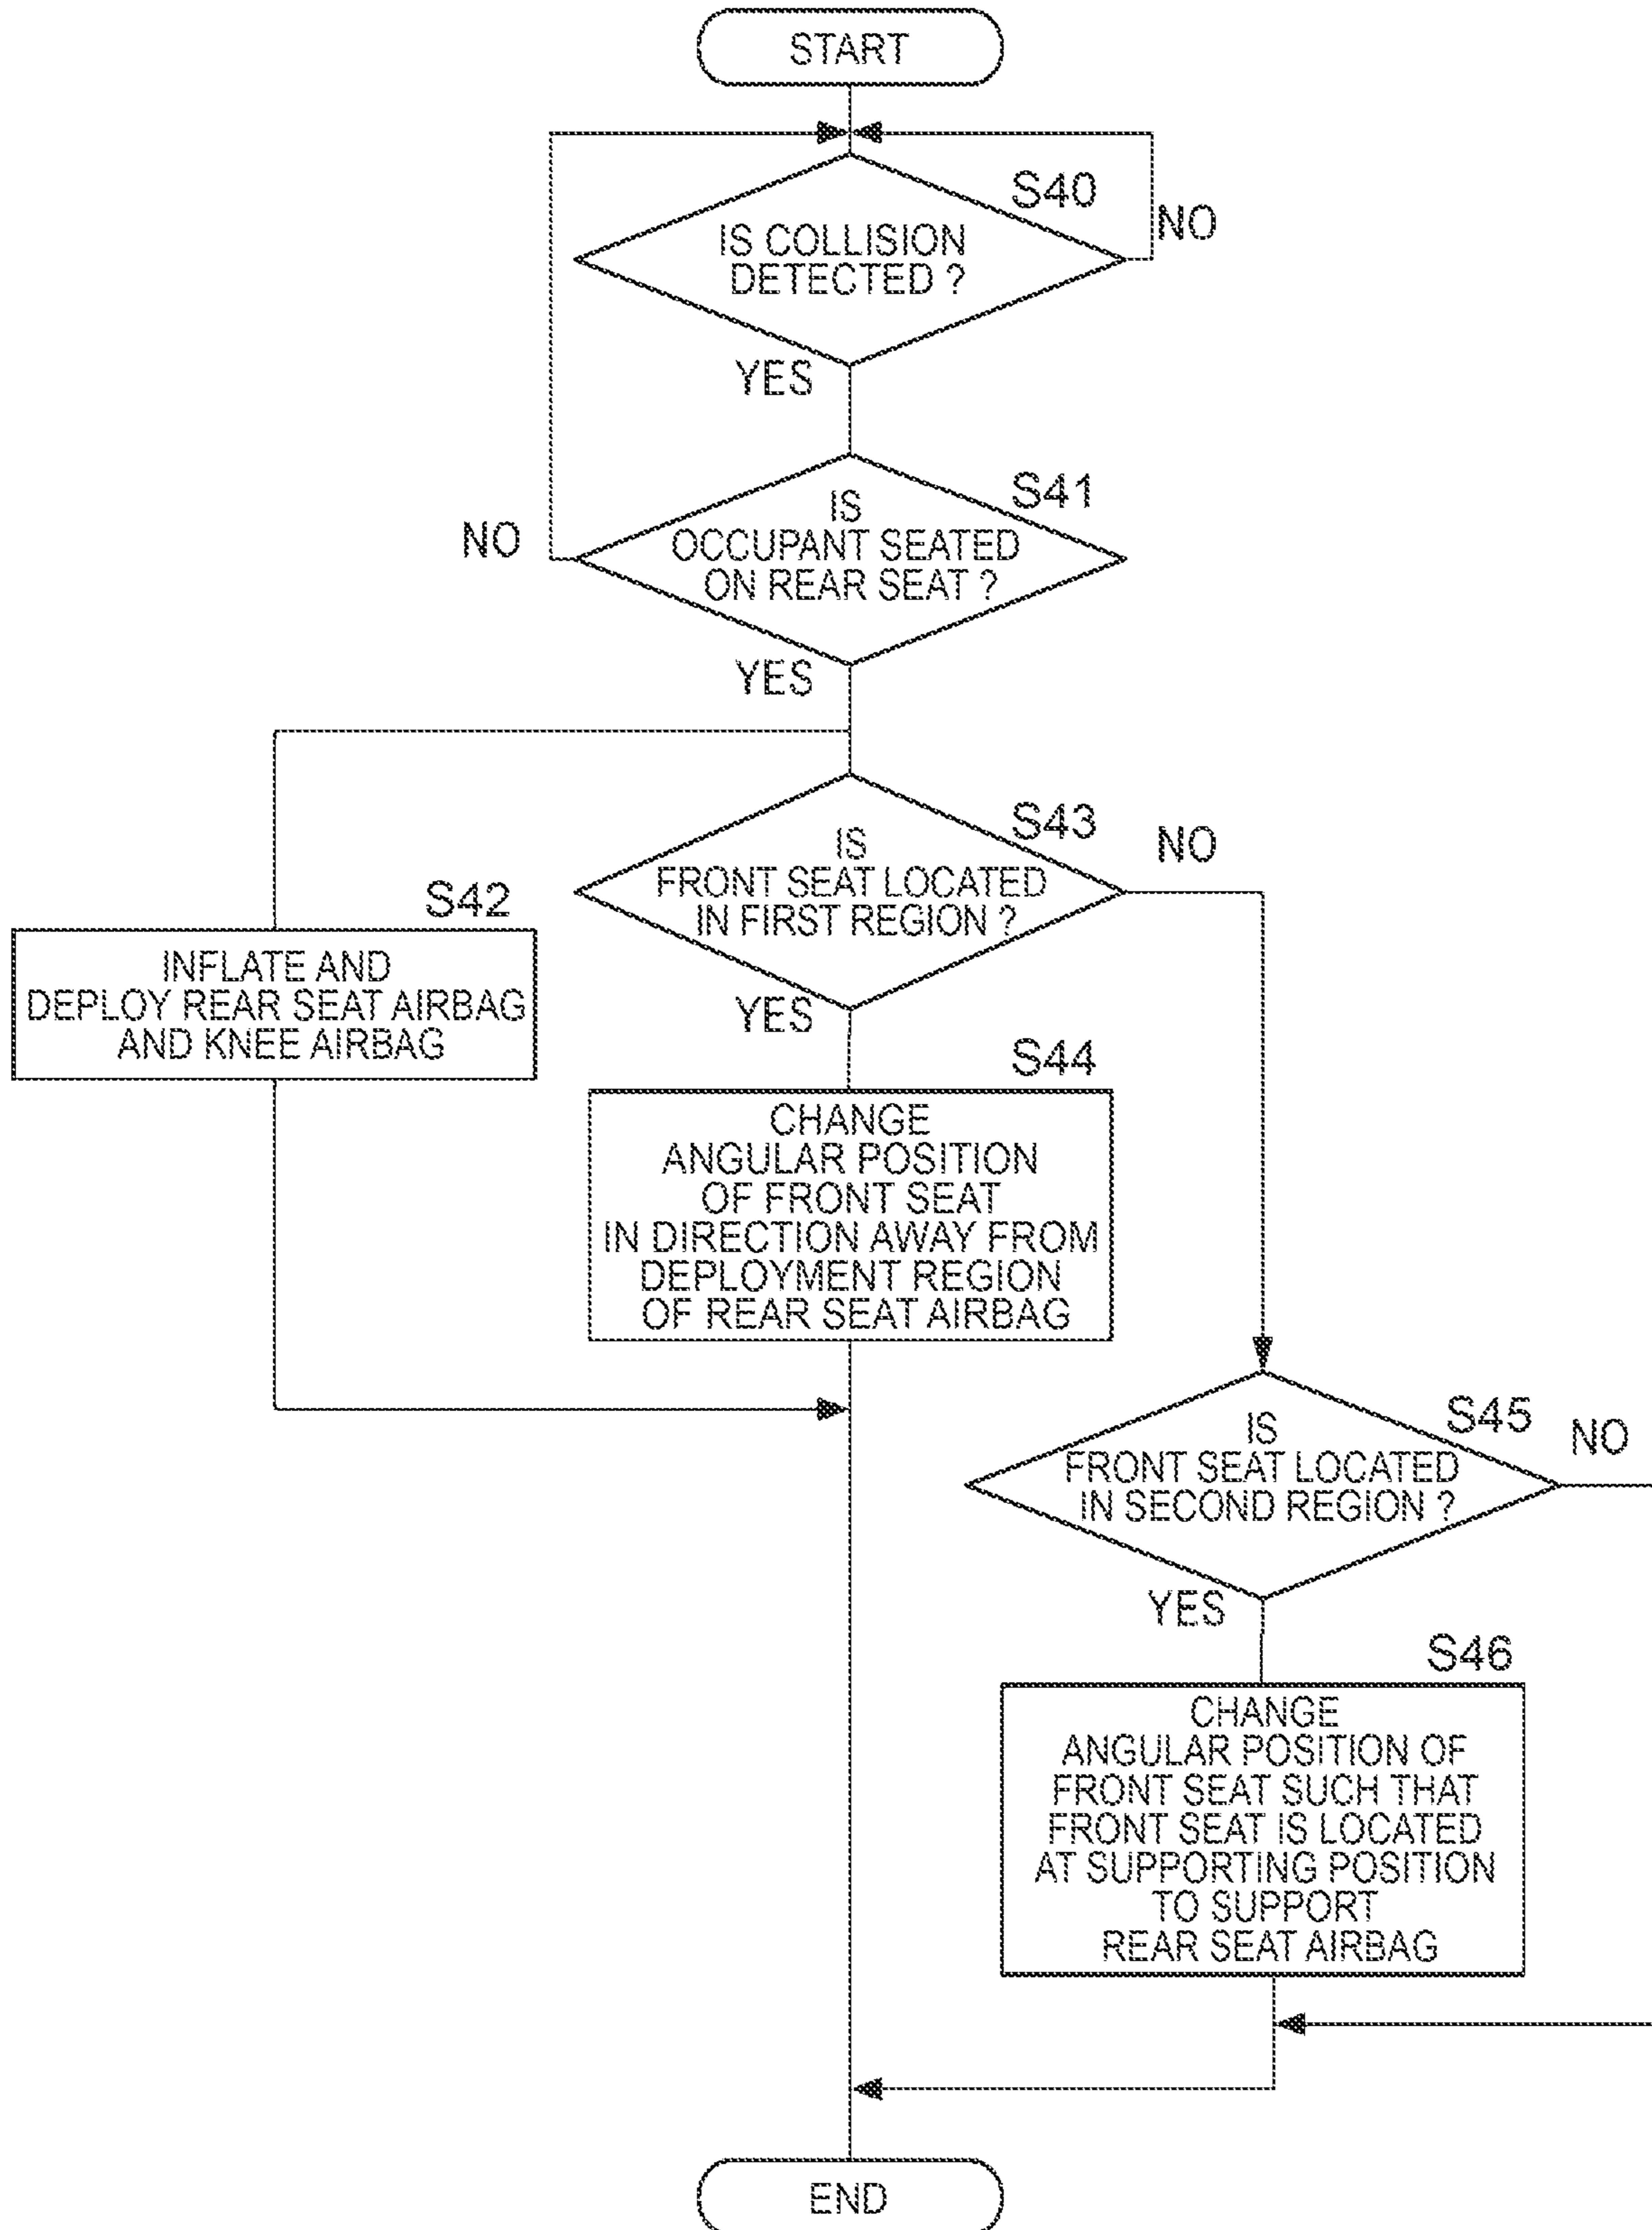 START
S40
IS COLLISION
DETECTED ?
NO
YES
S41
IS
OCCUPANT SEATED
ON REAR SEAT ?
NO
YES
S43
IS
FRONT SEAT LOCATED
IN FIRST REGION ?
NO
YES
S42
INFLATE AND
DEPLOY REAR SEAT AIRBAG
AND KNEE AIRBAG
S44
CHANGE
ANGULAR POSITION
OF FRONT SEAT
IN DIRECTION AWAY FROM
DEPLOYMENT REGION
OF REAR SEAT AIRBAG
S45
IS
FRONT SEAT LOCATED
IN SECOND REGION ?
NO
YES
S46
CHANGE
ANGULAR POSITION OF
FRONT SEAT SUCH THAT
FRONT SEAT IS LOCATED
AT SUPPORTING POSITION
TO SUPPORT
REAR SEAT AIRBAG
END